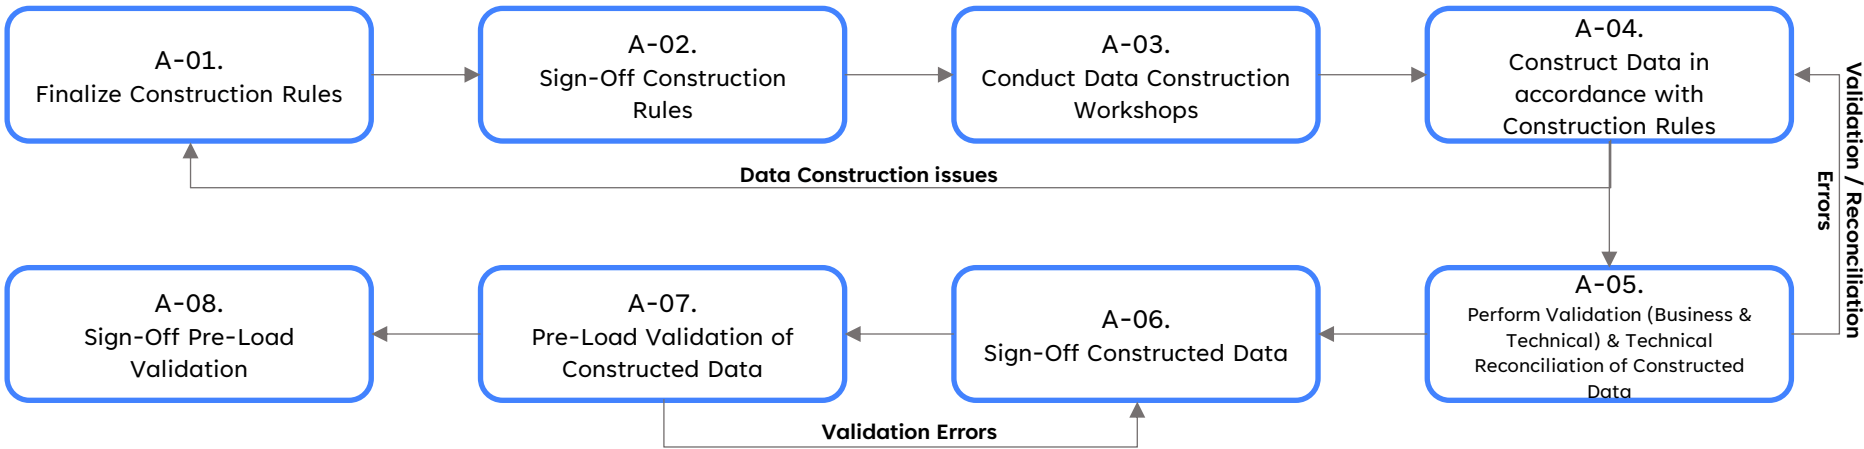 A-01.
Finalize Construction Rules
A-02.
Sign-Off Construction
Rules
A-03.
Conduct Data Construction
Workshops
A-04.
Construct Data in
accordance with
Construction Rules
Validation / Reconciliation
Errors
Data Construction issues
A-08.
Sign-Off Pre-Load
Validation
A-07.
Pre-Load Validation of
Constructed Data
A-06.
Sign-Off Constructed Data
A-05.
Perform Validation (Business &
Technical) & Technical
Reconciliation of Constructed
Data
Validation Errors